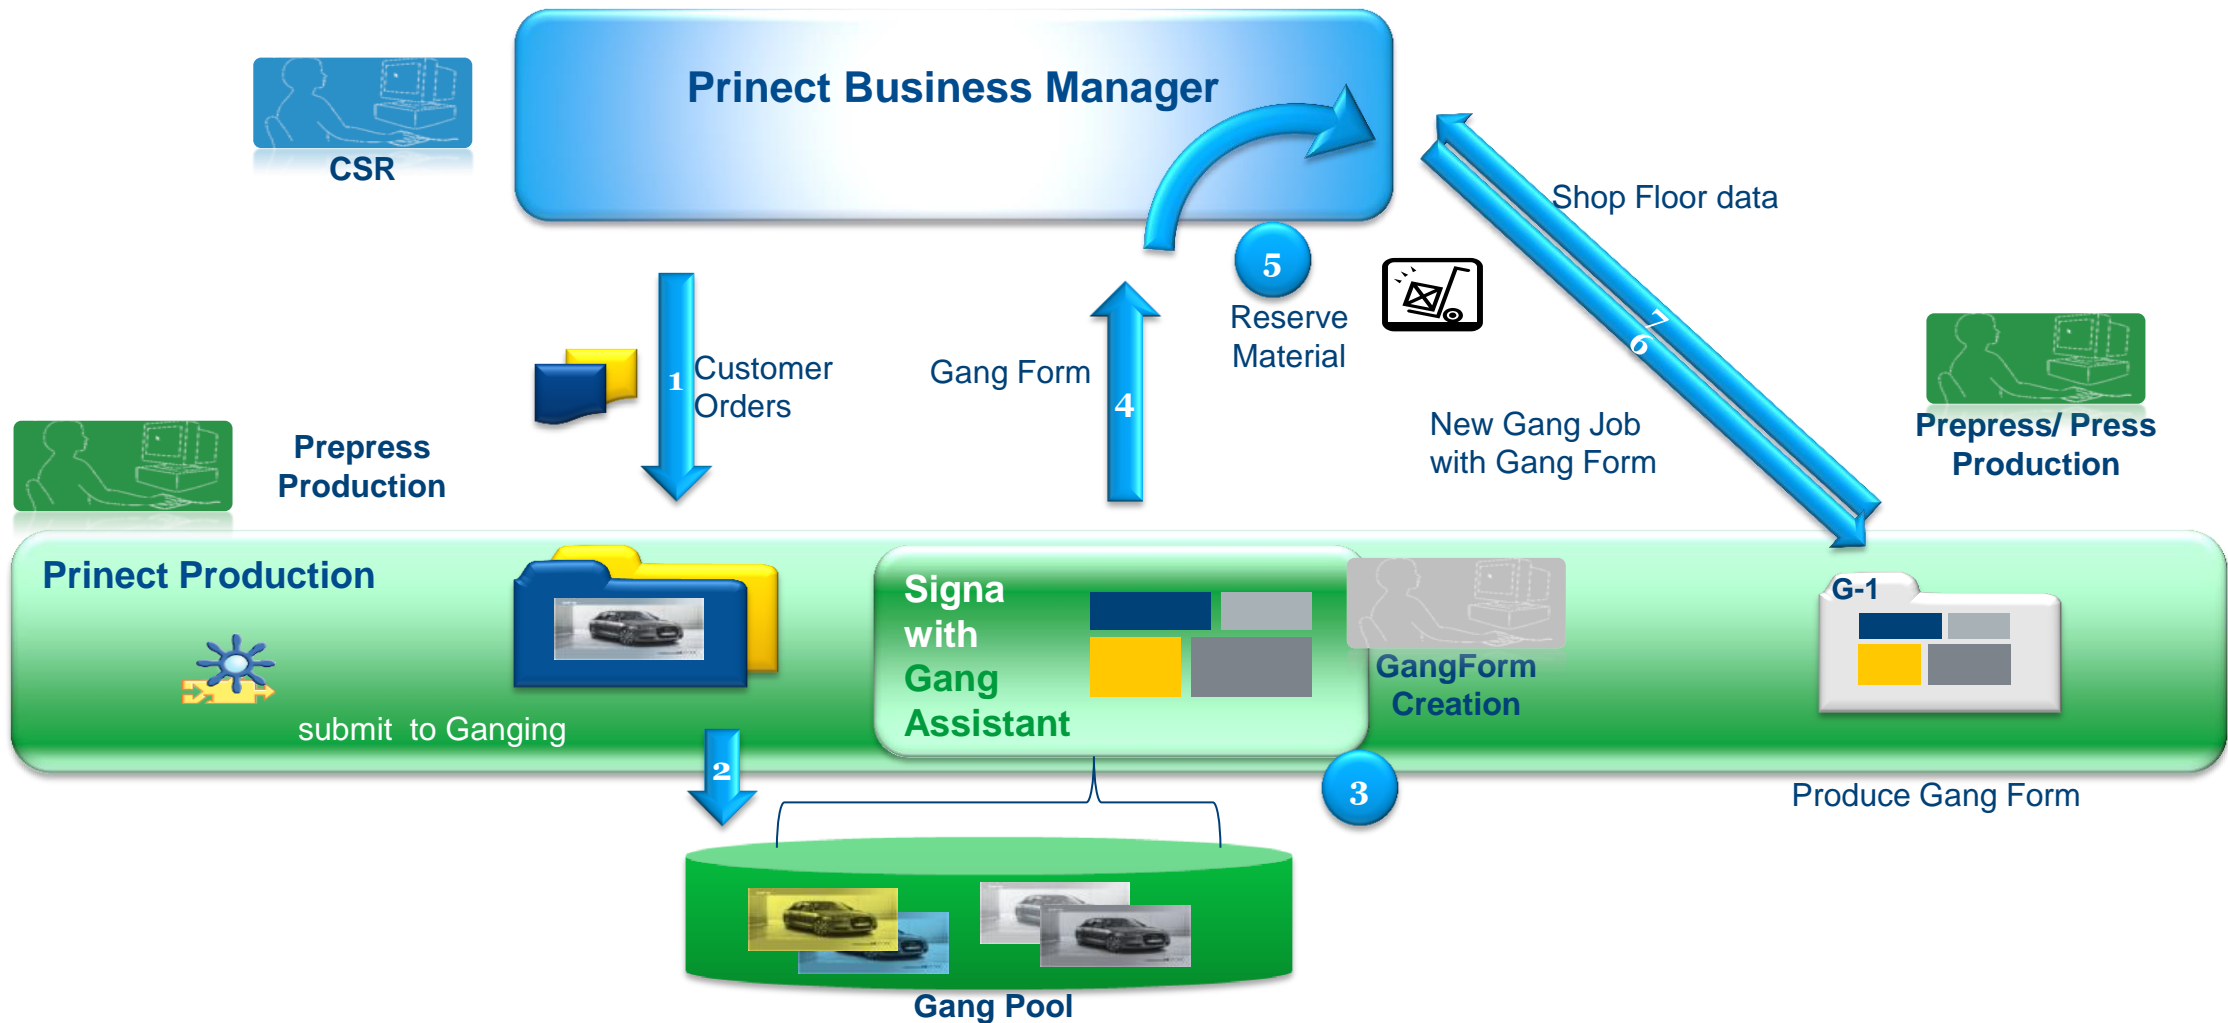 Prinect Business Manager
CSR
Shop Floor data
5
Reserve
Material
7
6
1
Customer
Orders
Gang Form
4
New Gang Job
with Gang Form
Prepress/ Press
Production
Prepress
Production
Prinect Production
Signa
with
Gang
Assistant
G-1
GangForm
Creation
submit to Ganging
2
3
Produce Gang Form
Gang Pool